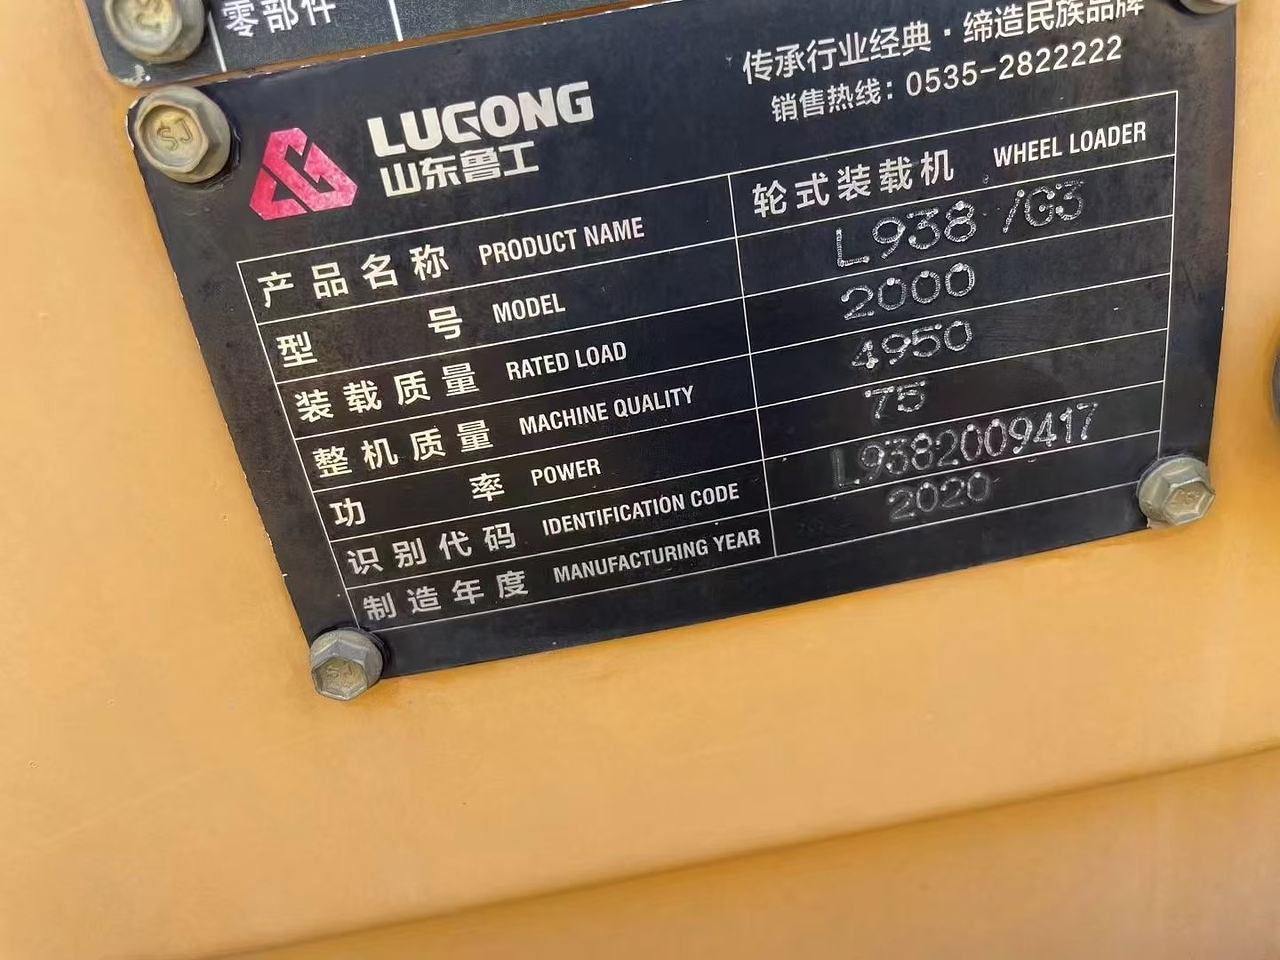 零部件
LUGONG
山东鲁工
传承行业经典·缔造民族品牌
销售热线：0535-2822222
产品名称 PRODUCT NAME 轮式装载机 WHEEL LOADER
型号 MODEL L938 /G3
装载质量 RATED LOAD 2000
整机质量 MACHINE QUALITY 4950
功率 POWER 75
识别代码 IDENTIFICATION CODE L9382009417
制造年度 MANUFACTURING YEAR 2020
SJ
SJ